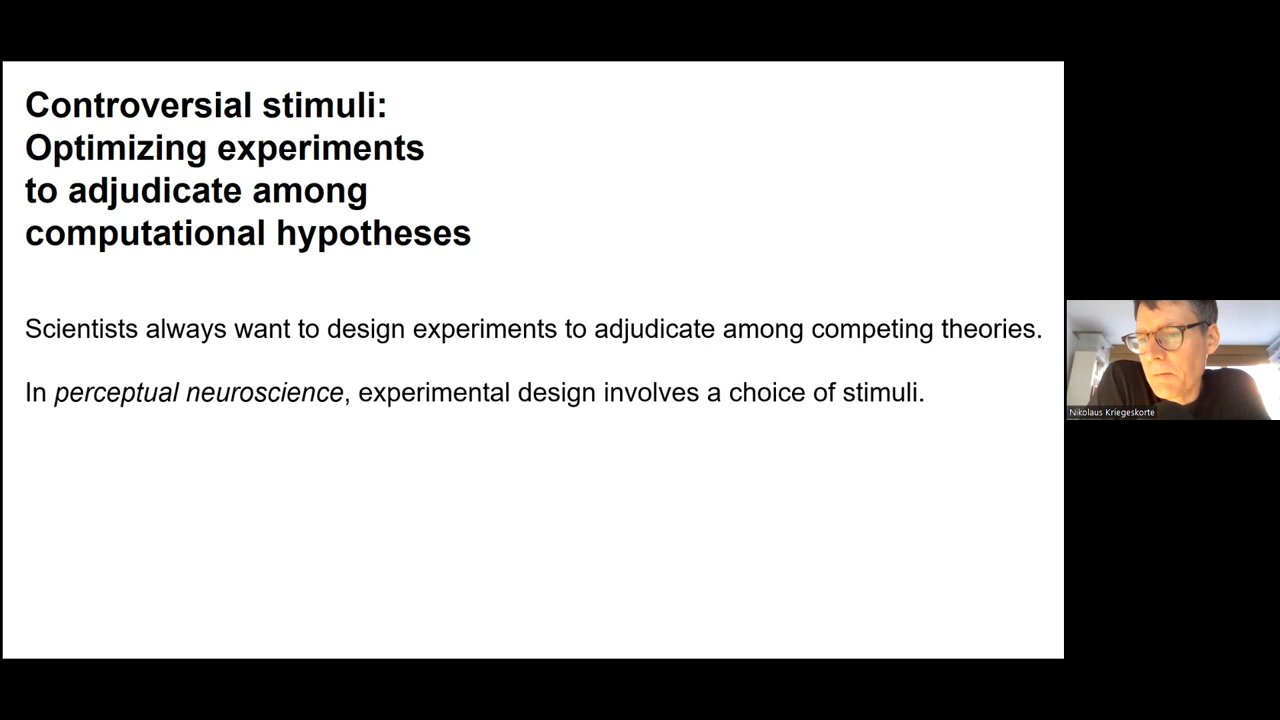 Controversial stimuli:
Optimizing experiments
to adjudicate among
computational hypotheses
Scientists always want to design experiments to adjudicate among competing theories.
In perceptual neuroscience, experimental design involves a choice of stimuli.
Nikolaus Kriegeskorte